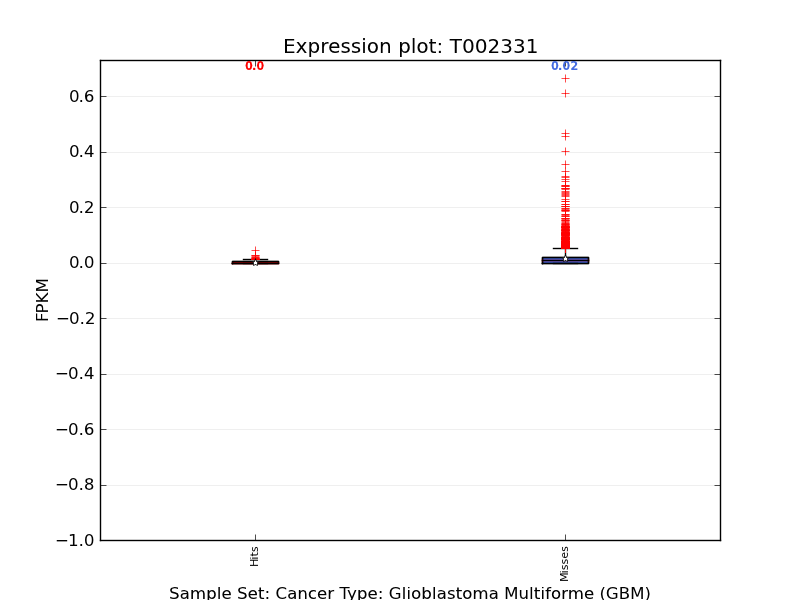 Expression plot: T002331
0.0
0.02
0.6
0.4
0.2
0.0
−0.2
−0.4
−0.6
−0.8
−1.0
FPKM
Hits
Misses
Sample Set: Cancer Type: Glioblastoma Multiforme (GBM)